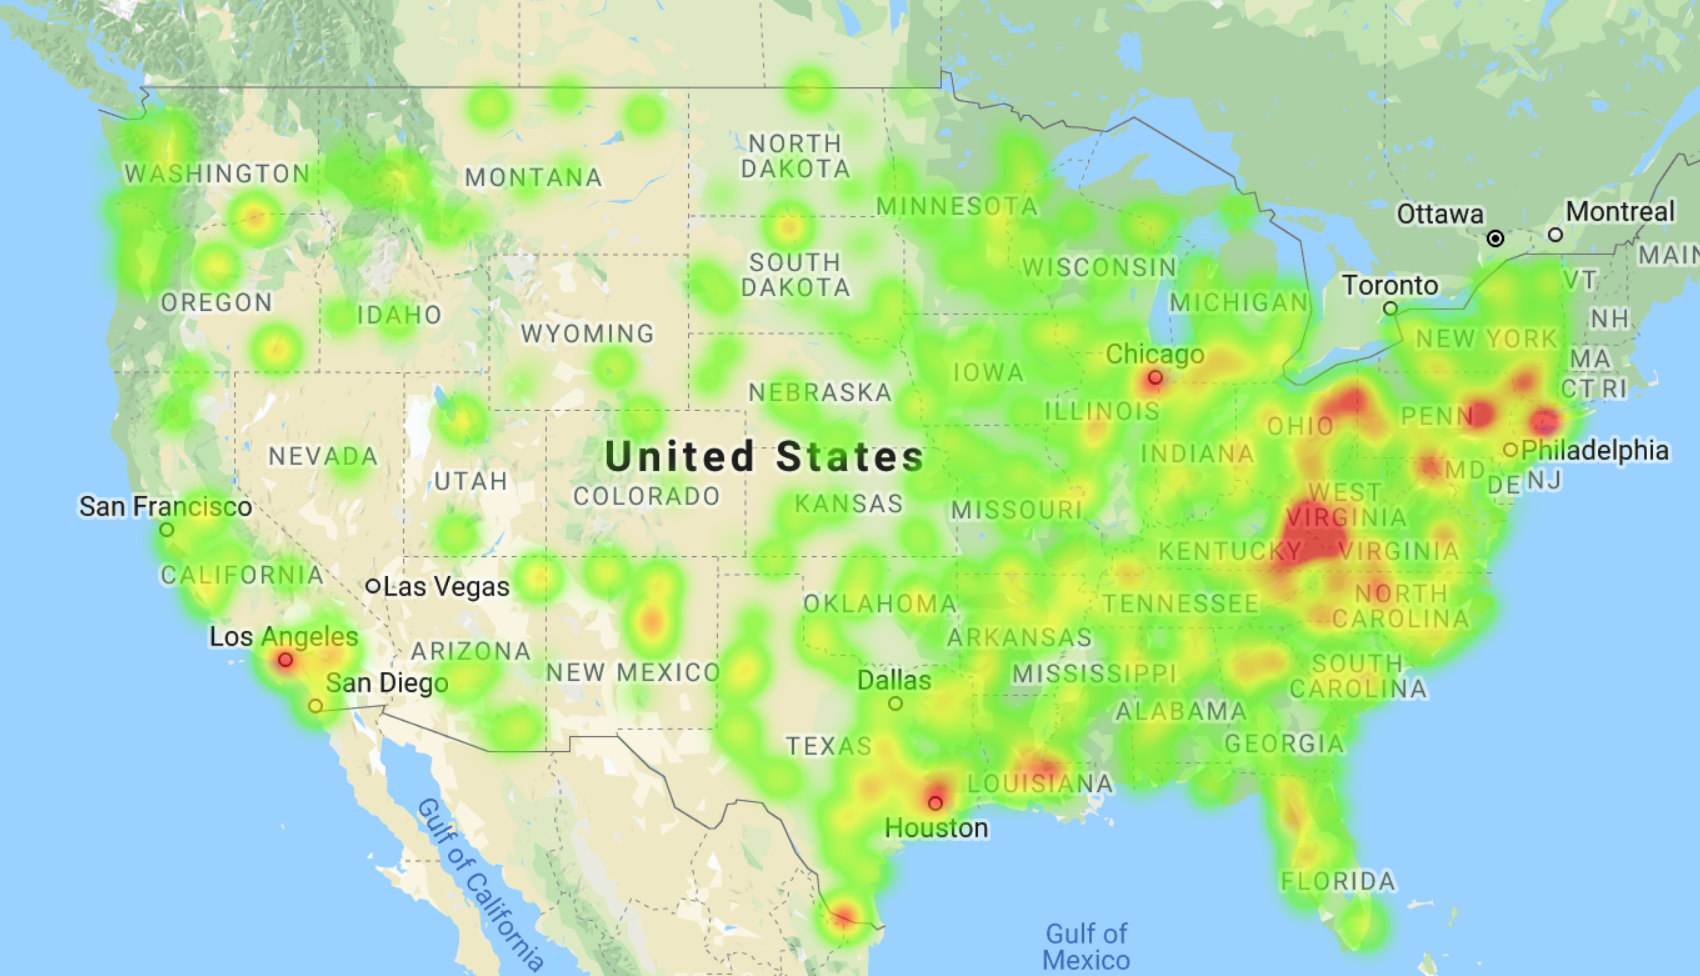 NORTH
DAKOTA
WASHINGTON
MONTANA
MINNESOTA
Ottawa
Montreal
MAIN
WISCONSIN
SOUTH
DAKOTA
VT
Toronto
OREGON
IDAHO
MICHIGAN
NH
WYOMING
NEW YORK
Chicago
MA
IOWA
CT RI
NEBRASKA
ILLINOIS
OHIO
PENN
United States
NEVADA
INDIANA
Philadelphia
UTAH
MD
DE
NJ
COLORADO
KANSAS
MISSOURI
WEST
VIRGINIA
San Francisco
KENTUCKY
VIRGINIA
CALIFORNIA
Las Vegas
OKLAHOMA
TENNESSEE
NORTH
CAROLINA
Los Angeles
ARIZONA
ARKANSAS
NEW MEXICO
MISSISSIPPI
SOUTH
CAROLINA
San Diego
Dallas
ALABAMA
TEXAS
GEORGIA
LOUISIANA
Houston
Gulf of California
FLORIDA
Gulf of
Mexico